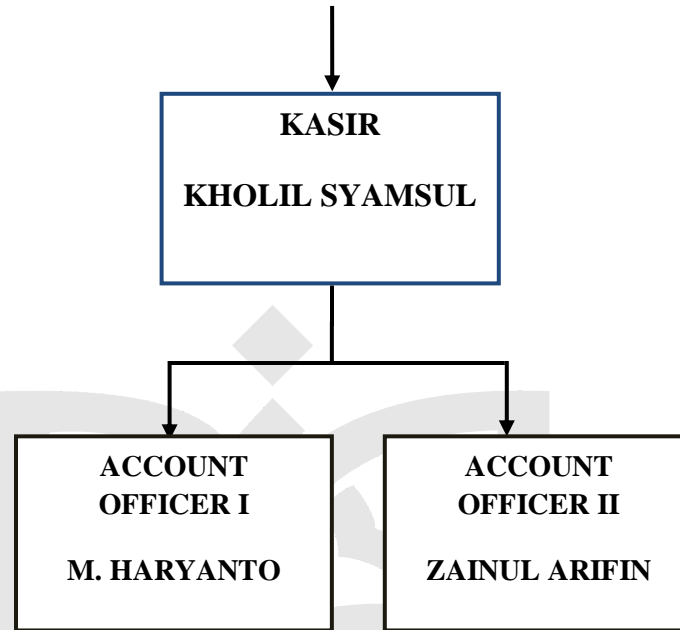 KASIR
KHOLIL SYAMSUL
ACCOUNT
OFFICER I
M. HARYANTO
ACCOUNT
OFFICER II
ZAINUL ARIFIN